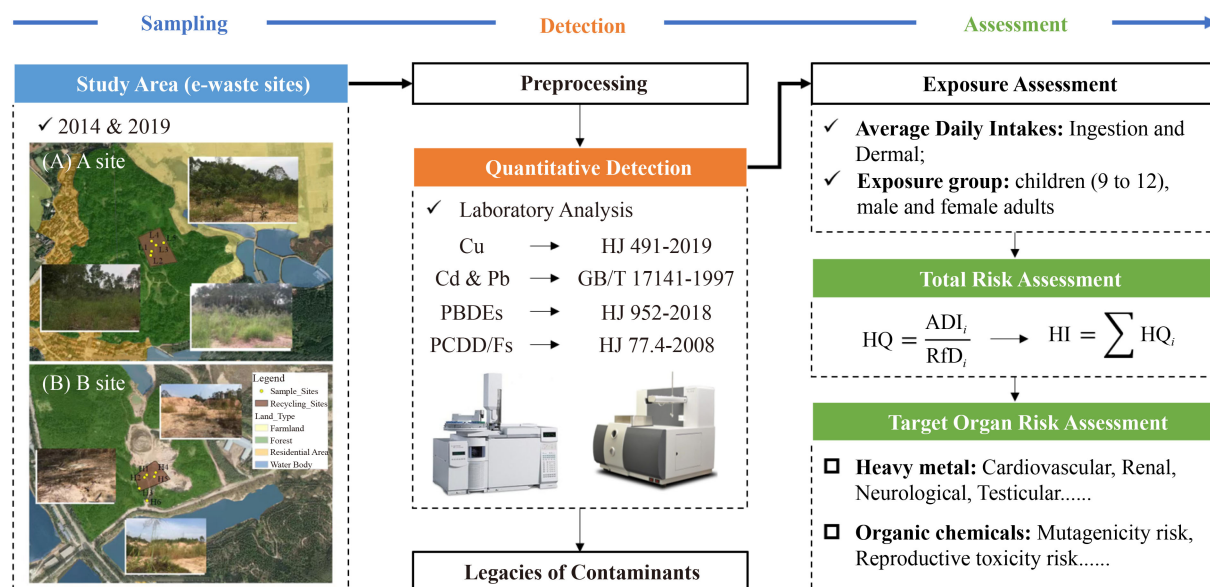 Sampling
Detection
Assessment
Study Area (e-waste sites)
✓ 2014 & 2019
(A) A site
L2
(B) B site
Legend
Sample_Sites
Recycling_Sites
Land_Type
Farmland
Forest
Residential Area
Water Body
H4
Preprocessing
Quantitative Detection
✓ Laboratory Analysis
Cu → HJ 491-2019
Cd & Pb → GB/T 17141-1997
PBDEs → HJ 952-2018
PCDD/Fs → HJ 77.4-2008
Legacies of Contaminants
Exposure Assessment
✓ Average Daily Intakes: Ingestion and
Dermal;
✓ Exposure group: children (9 to 12),
male and female adults
Total Risk Assessment
HQ = ADIᵢ / RfDᵢ → HI = ∑ HQᵢ
Target Organ Risk Assessment
Heavy metal: Cardiovascular, Renal,
Neurological, Testicular......
Organic chemicals: Mutagenicity risk,
Reproductive toxicity risk......